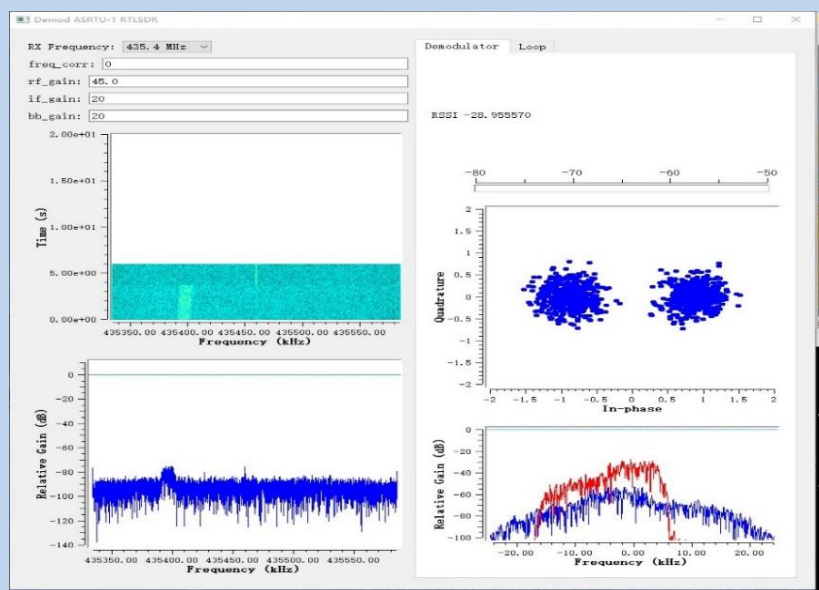 Demod ASRTU-1 RTLSDR
RX Frequency: 435.4 MHz
freq_corr: 0
rf_gain: 45.0
if_gain: 20
bb_gain: 20
2.00e+01
1.50e+01
1.00e+01
5.00e+00
0.00e+00
Time (s)
435350.00 435400.00 435450.00 435500.00 435550.00
Frequency (kHz)
0
-20
-40
-60
-80
-100
-120
-140
Relative Gain (dB)
435350.00 435400.00 435450.00 435500.00 435550.00
Frequency (kHz)
Demodulator Loop
RSSI -28.955570
-80 -70 -60 -50
2
1.5
1
0.5
0
-0.5
-1
-1.5
-2
Quadrature
-2 -1.5 -1 -0.5 0 0.5 1 1.5 2
In-phase
0
-20
-40
-60
-80
-100
Relative Gain (dB)
-20.00 -10.00 0.00 10.00 20.00
Frequency (kHz)